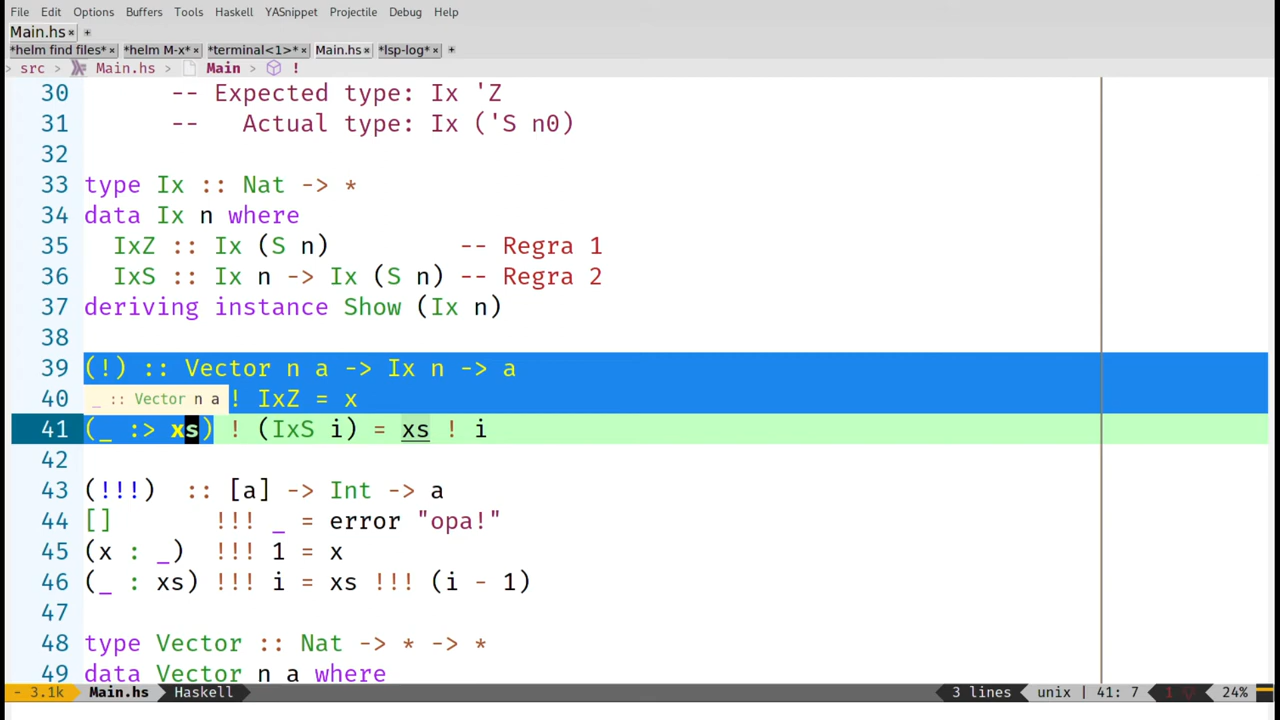 File Edit Options Buffers Tools Haskell YASnippet Projectile Debug Help
Main.hs × +
*helm find files* × *helm M-x* × *terminal<1>* × Main.hs × *lsp-log* × +
> src > Main.hs > Main > !
30 -- Expected type: Ix 'Z
31 -- Actual type: Ix ('S n0)
32
33 type Ix :: Nat -> *
34 data Ix n where
35 IxZ :: Ix (S n) -- Regra 1
36 IxS :: Ix n -> Ix (S n) -- Regra 2
37 deriving instance Show (Ix n)
38
39 (!) :: Vector n a -> Ix n -> a
40 _ :: Vector n a ! IxZ = x
41 (_ :> xs) ! (IxS i) = xs ! i
42
43 (!!!) :: [a] -> Int -> a
44 [] !!! _ = error "opa!"
45 (x : _) !!! 1 = x
46 (_ : xs) !!! i = xs !!! (i - 1)
47
48 type Vector :: Nat -> * -> *
49 data Vector n a where
- 3.1k Main.hs Haskell 3 lines unix | 41: 7 1 24%